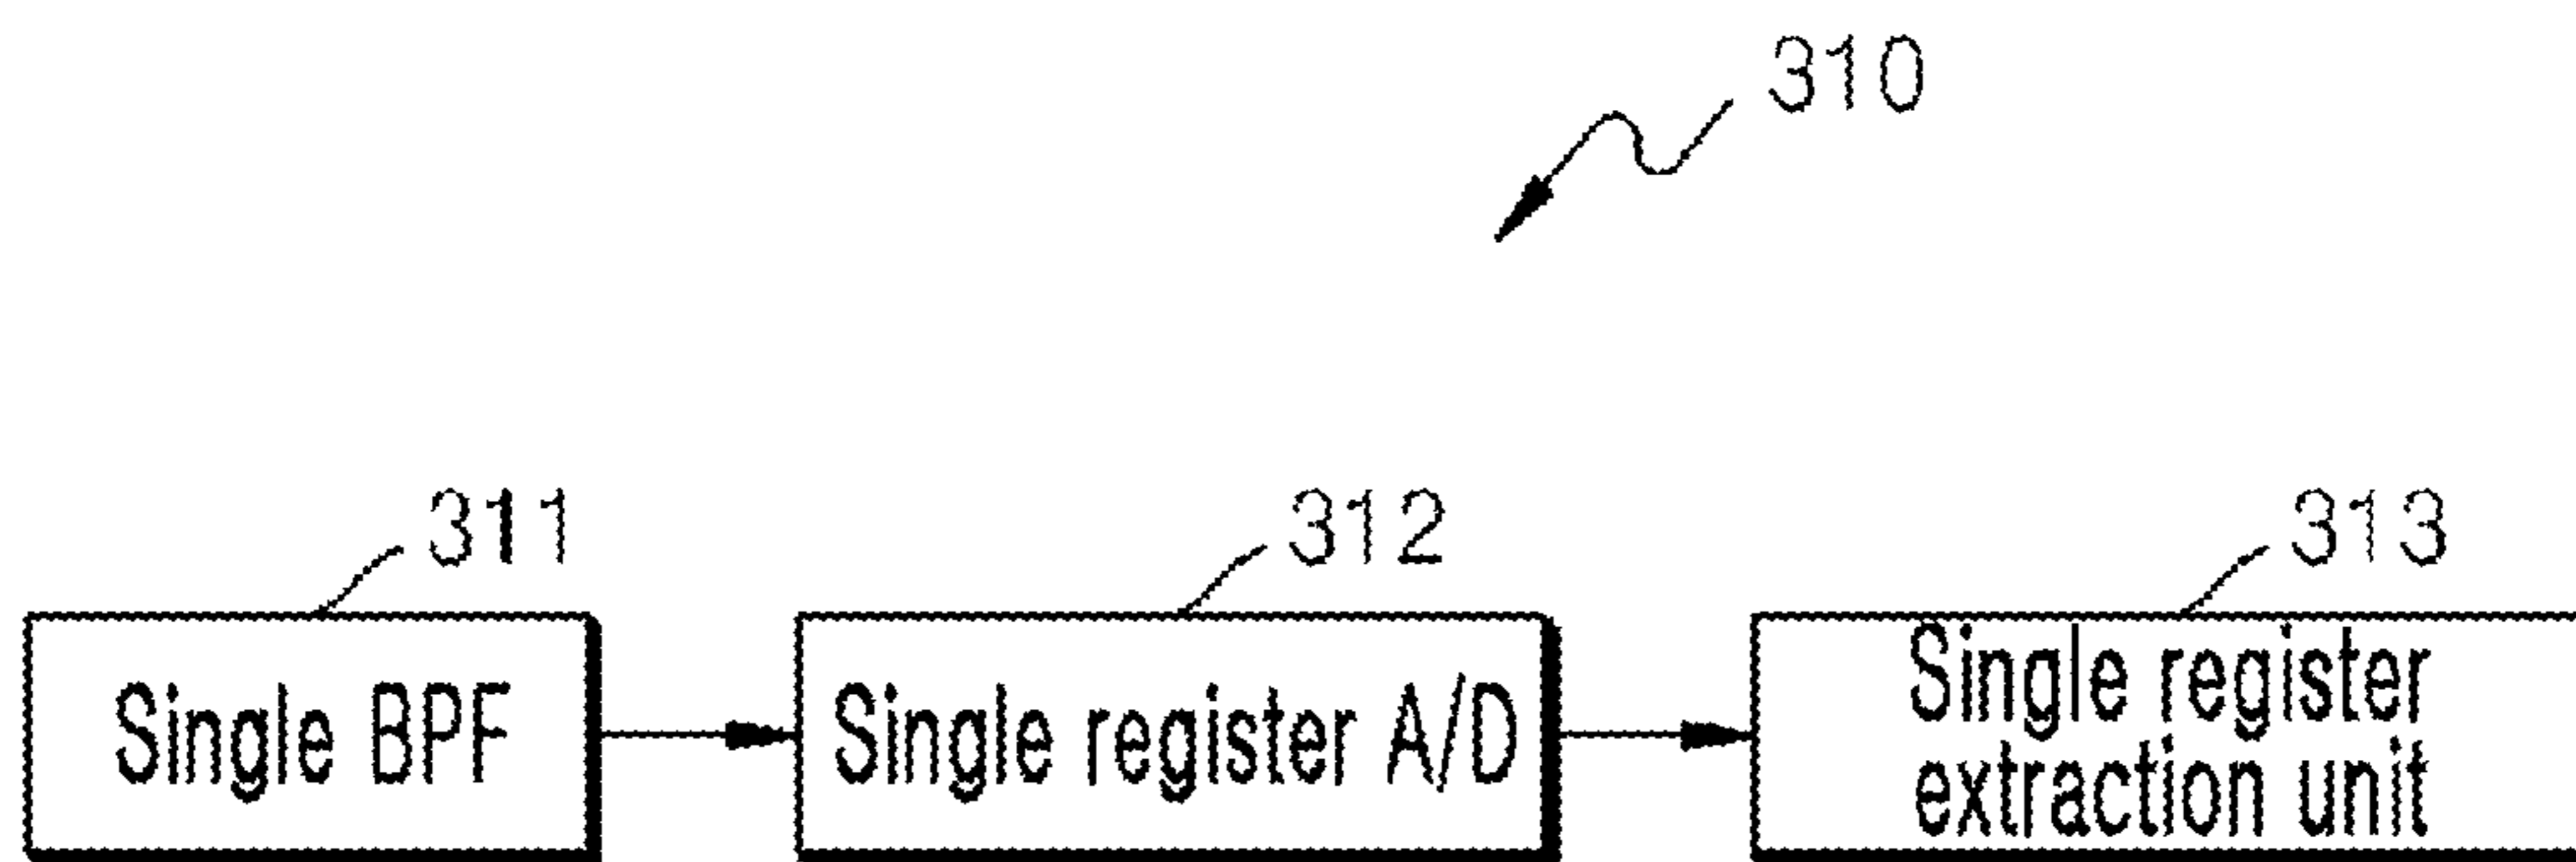 310
311
312
313
Single BPF
Single register A/D
Single register
extraction unit